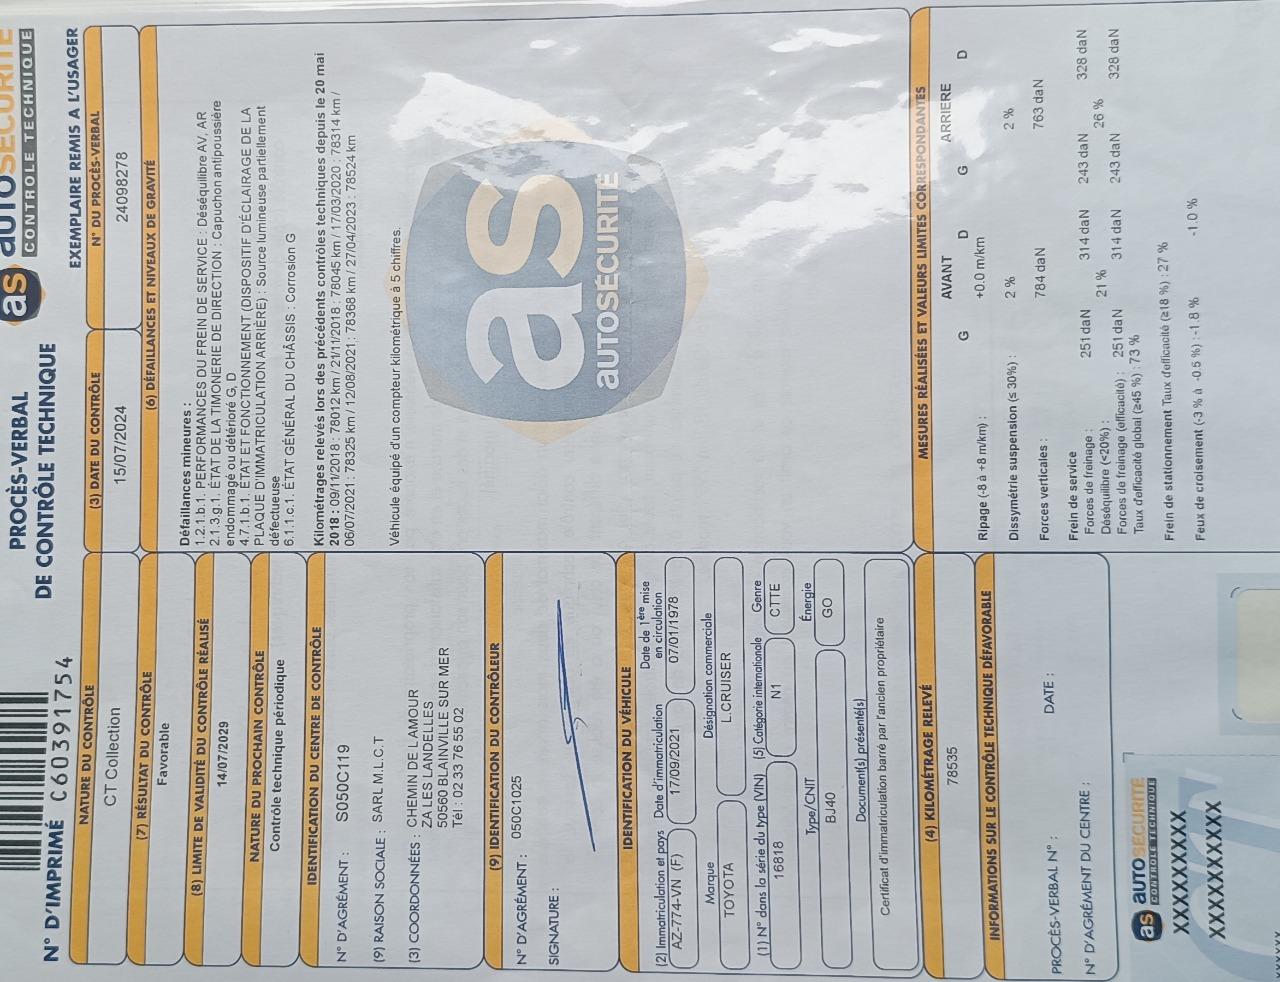 PROCÈS-VERBAL
DE CONTRÔLE TECHNIQUE
as AUTOSECURITE
CONTROLE TECHNIQUE
N° D'IMPRIMÉ C60391754
EXEMPLAIRE REMIS A L'USAGER
NATURE DU CONTRÔLE
CT Collection
(3) DATE DU CONTRÔLE
15/07/2024
N° DU PROCÈS-VERBAL
24098278
(7) RÉSULTAT DU CONTRÔLE
Favorable
(8) LIMITE DE VALIDITÉ DU CONTRÔLE RÉALISÉ
14/07/2029
NATURE DU PROCHAIN CONTRÔLE
Contrôle technique périodique
IDENTIFICATION DU CENTRE DE CONTRÔLE
N° D'AGRÉMENT : S050C119
(9) RAISON SOCIALE : SARL M.L.C.T
(3) COORDONNÉES : CHEMIN DE L AMOUR
ZA LES LANDELLES
50560 BLAINVILLE SUR MER
Tél : 02 33 76 55 02
(9) IDENTIFICATION DU CONTRÔLEUR
N° D'AGRÉMENT : 050C1025
SIGNATURE :
IDENTIFICATION DU VÉHICULE
(2) Immatriculation et pays
AZ-774-VN (F)
Date d'immatriculation
17/09/2021
Date de 1ère mise
en circulation
07/01/1978
Marque
TOYOTA
Désignation commerciale
L.CRUISER
(1) N° dans la série du type (VIN)
16818
(5) Catégorie internationale
N1
Genre
CTTE
Type/CNIT
BJ40
Énergie
GO
Document(s) présenté(s)
Certificat d'immatriculation barré par l'ancien propriétaire
(4) KILOMÉTRAGE RELEVÉ
78535
INFORMATIONS SUR LE CONTRÔLE TECHNIQUE DÉFAVORABLE
PROCÈS-VERBAL N° :
DATE :
N° D'AGRÉMENT DU CENTRE :
(6) DÉFAILLANCES ET NIVEAUX DE GRAVITÉ
Défaillances mineures :
1.2.1.b.1. PERFORMANCES DU FREIN DE SERVICE : Déséquilibre AV, AR
2.1.3.g.1. ÉTAT DE LA TIMONERIE DE DIRECTION : Capuchon antipoussière
endommagé ou détérioré G, D
4.7.1.b.1. ÉTAT ET FONCTIONNEMENT (DISPOSITIF D'ÉCLAIRAGE DE LA
PLAQUE D'IMMATRICULATION ARRIÈRE) : Source lumineuse partiellement
défectueuse
6.1.1.c.1. ÉTAT GÉNÉRAL DU CHÂSSIS : Corrosion G
Kilométrages relevés lors des précédents contrôles techniques depuis le 20 mai
2018 : 09/11/2018 : 78012 km / 21/11/2018 : 78045 km / 17/03/2020 : 78314 km /
06/07/2021: 78325 km / 12/08/2021: 78368 km / 27/04/2023 : 78524 km
Véhicule équipé d'un compteur kilométrique à 5 chiffres.
as
AUTOSÉCURITÉ
MESURES RÉALISÉES ET VALEURS LIMITES CORRESPONDANTES
AVANT ARRIERE
G D G D
Ripage (-8 à +8 m/km) : +0.0 m/km
Dissymétrie suspension (≤ 30%) : 2 % 2 %
Forces verticales : 784 daN 763 daN
Frein de service
Forces de freinage : 251 daN 314 daN 243 daN 328 daN
Déséquilibre (<20%) : 21 % 26 %
Forces de freinage (efficacité) : 251 daN 314 daN 243 daN 328 daN
Taux d'efficacité global (≥45 %) : 73 %
Frein de stationnement Taux d'efficacité (≥18 %) : 27 %
Feux de croisement (-3 % à -0.5 %) : -1.8 % -1.0 %
as AUTOSECURITE
CONTROLE TECHNIQUE
XXXXXXXXX
XXXXXXXXXX
XXXXX